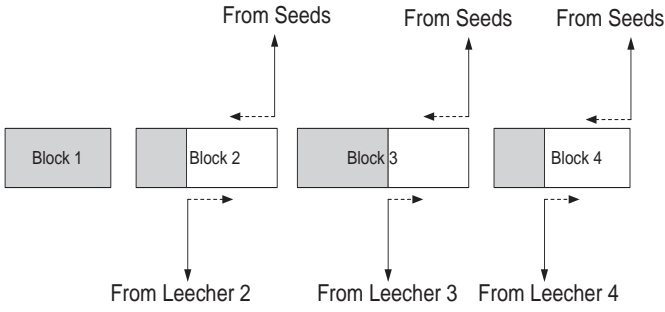 From Seeds
From Seeds
From Seeds
Block 1
Block 2
Block 3
Block 4
From Leecher 2
From Leecher 3
From Leecher 4